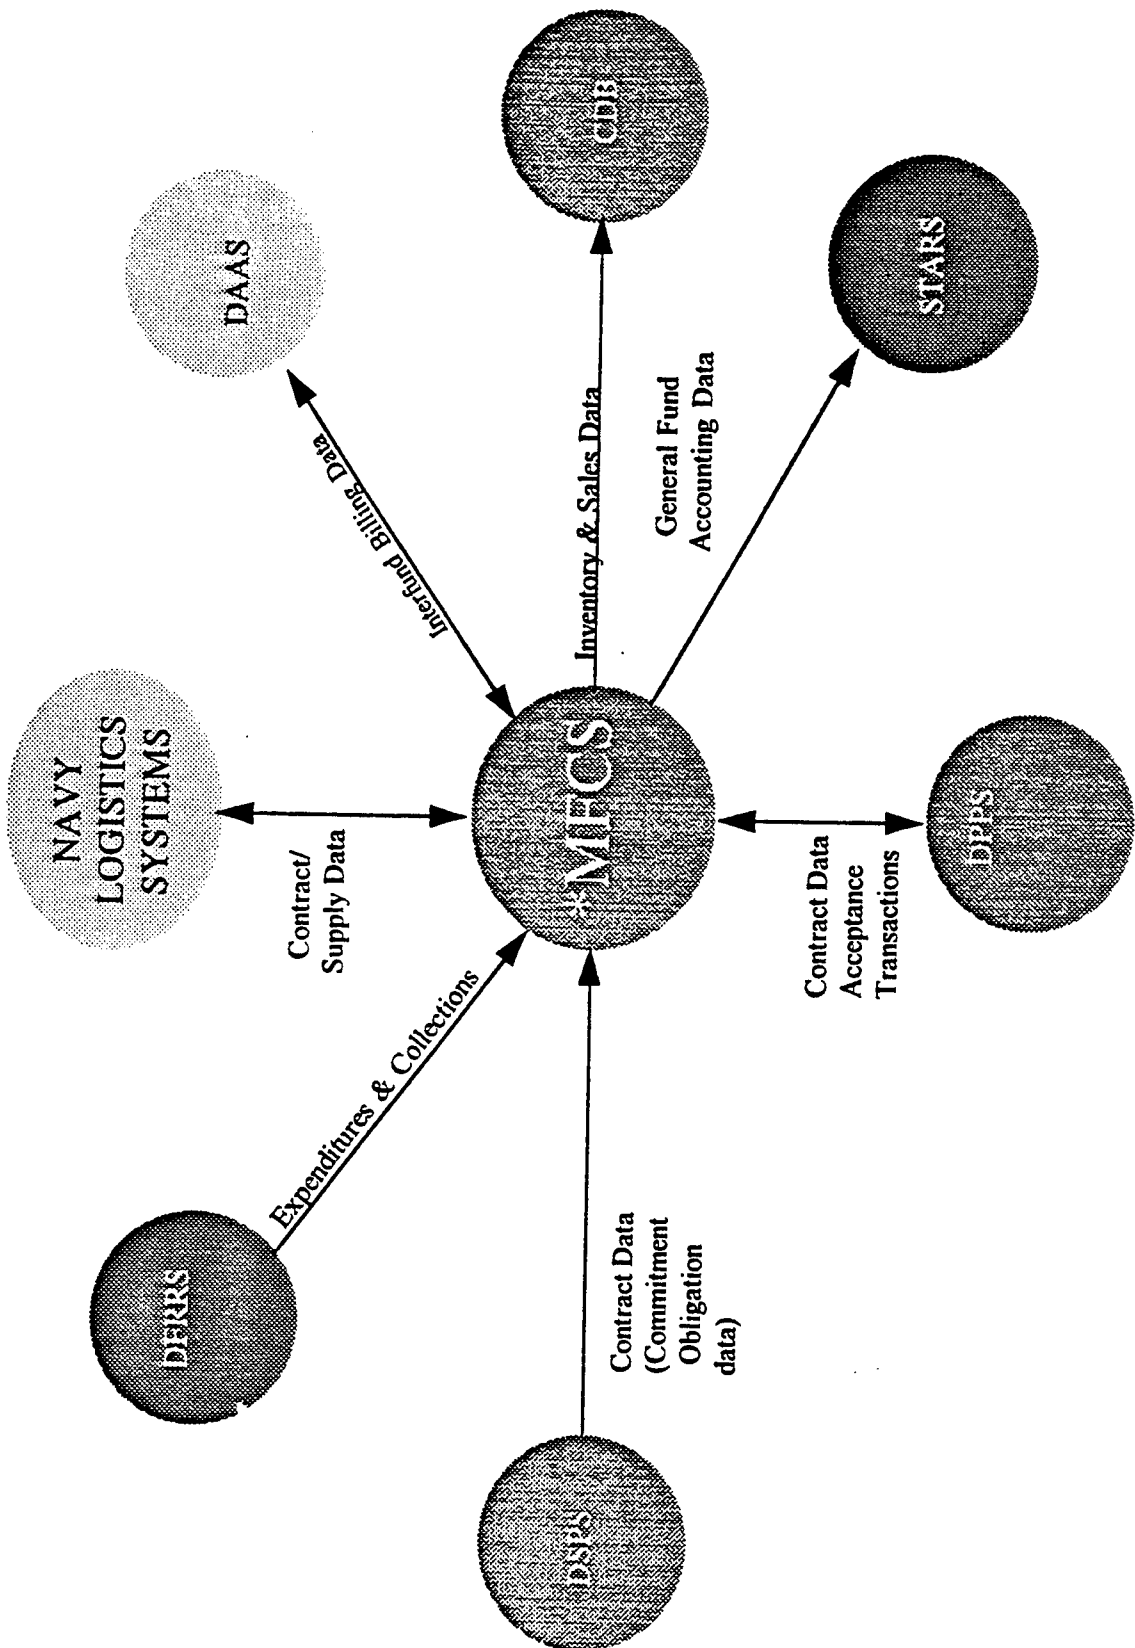 NAVY
LOGISTICS
SYSTEMS
DAAS
DFRRS
Contract/
Supply Data
Interfund Billing Data
Expenditures & Collections
DSPS
*MFCS
Inventory & Sales Data
CDB
Contract Data
(Commitment
Obligation
data)
General Fund
Accounting Data
Contract Data
Acceptance
Transactions
STARS
DPPS